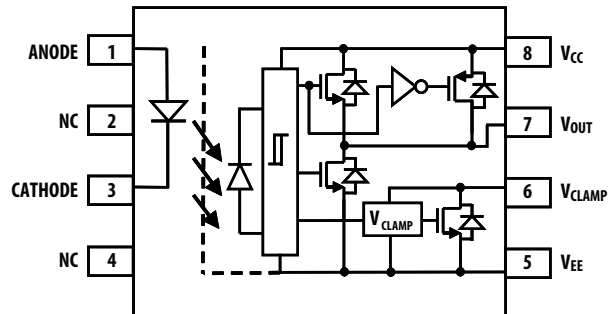 ANODE 1
NC 2
CATHODE 3
NC 4
8 VCC
7 VOUT
6 VCLAMP
5 VEE
VCLAMP